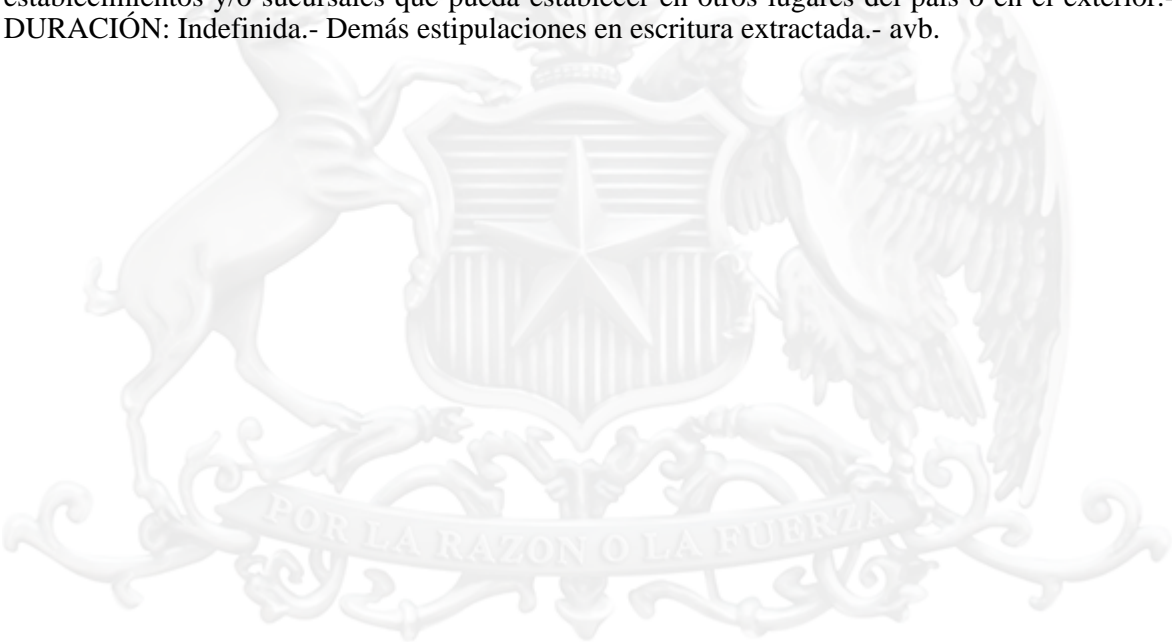 establecimientos y/o sucursales que pueda establecer en otros lugares del país o en el exterior.-
DURACIÓN: Indefinida.- Demás estipulaciones en escritura extractada.- avb.
POR LA RAZON O LA FUERZA